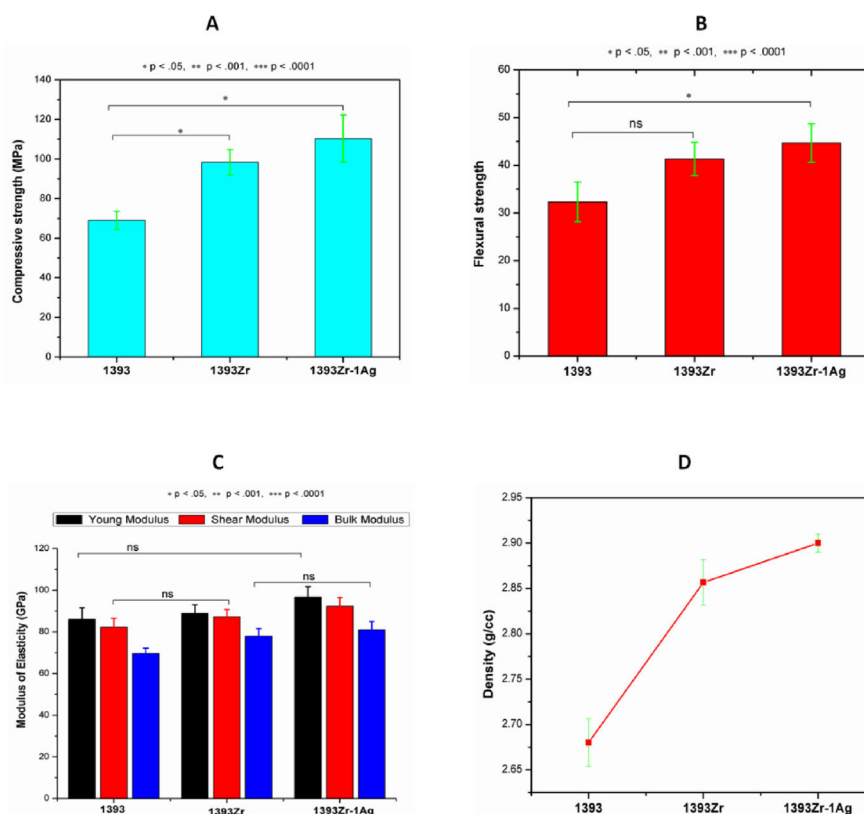 A
* p < .05, ** p < .001, *** p < .0001
Compressive strength (MPa)
140
120
100
80
60
40
20
0
*
*
1393
1393Zr
1393Zr-1Ag
B
* p < .05, ** p < .001, *** p < .0001
Flexural strength
60
50
40
30
20
10
0
*
ns
1393
1393Zr
1393Zr-1Ag
C
* p < .05, ** p < .001, *** p < .0001
Young Modulus Shear Modulus Bulk Modulus
Modulus of Elasticity (GPa)
120
100
80
60
40
20
0
ns
ns
ns
1393
1393Zr
1393Zr-1Ag
D
Density (g/cc)
2.95
2.90
2.85
2.80
2.75
2.70
2.65
1393
1393Zr
1393Zr-1Ag